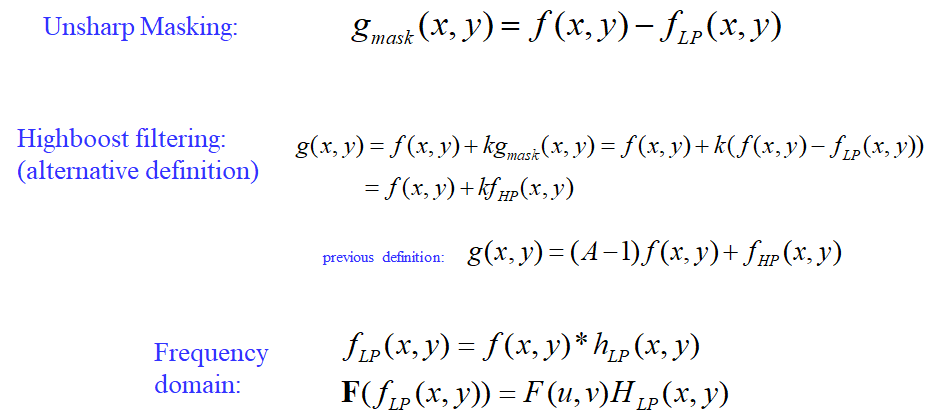 Unsharp Masking: g_mask(x, y) = f(x, y) − f_LP(x, y)
Highboost filtering:
(alternative definition)
g(x, y) = f(x, y) + kg_mask(x, y) = f(x, y) + k(f(x, y) − f_LP(x, y))
= f(x, y) + kf_HP(x, y)
previous definition: g(x, y) = (A − 1)f(x, y) + f_HP(x, y)
Frequency
domain:
f_LP(x, y) = f(x, y) * h_LP(x, y)
F(f_LP(x, y)) = F(u, v)H_LP(x, y)